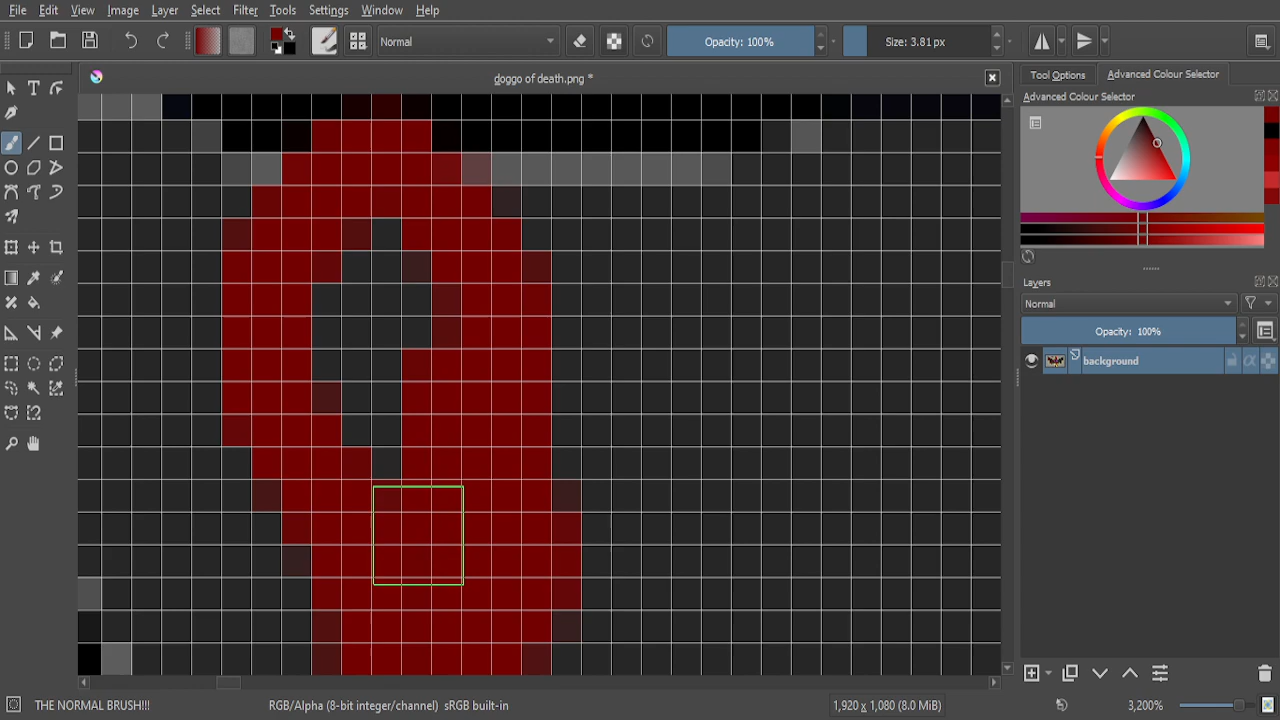 File Edit View Image Layer Select Filter Tools Settings Window Help
Normal
Opacity: 100%
Size: 3.81 px
doggo of death.png *
Tool Options
Advanced Colour Selector
Advanced Colour Selector
Layers
Normal
Opacity: 100%
background
THE NORMAL BRUSH!!!
RGB/Alpha (8-bit integer/channel) sRGB built-in
1,920 x 1,080 (8.0 MiB)
3,200%